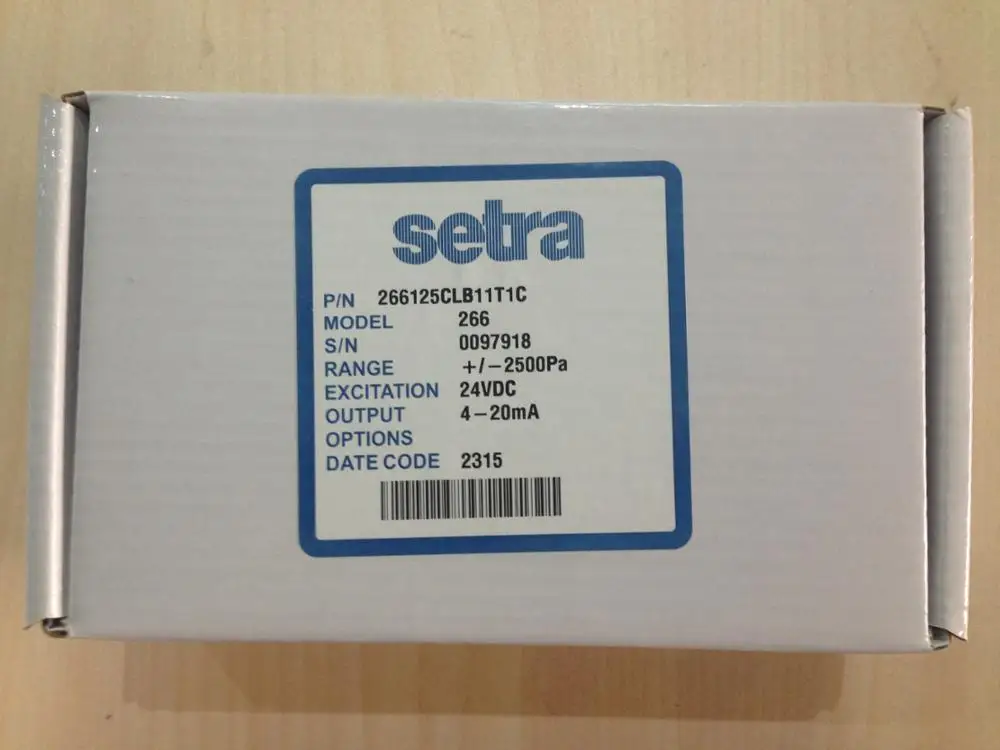 setra
P/N 266125CLB11T1C
MODEL 266
S/N 0097918
RANGE +/-2500Pa
EXCITATION 24VDC
OUTPUT 4-20mA
OPTIONS
DATE CODE 2315